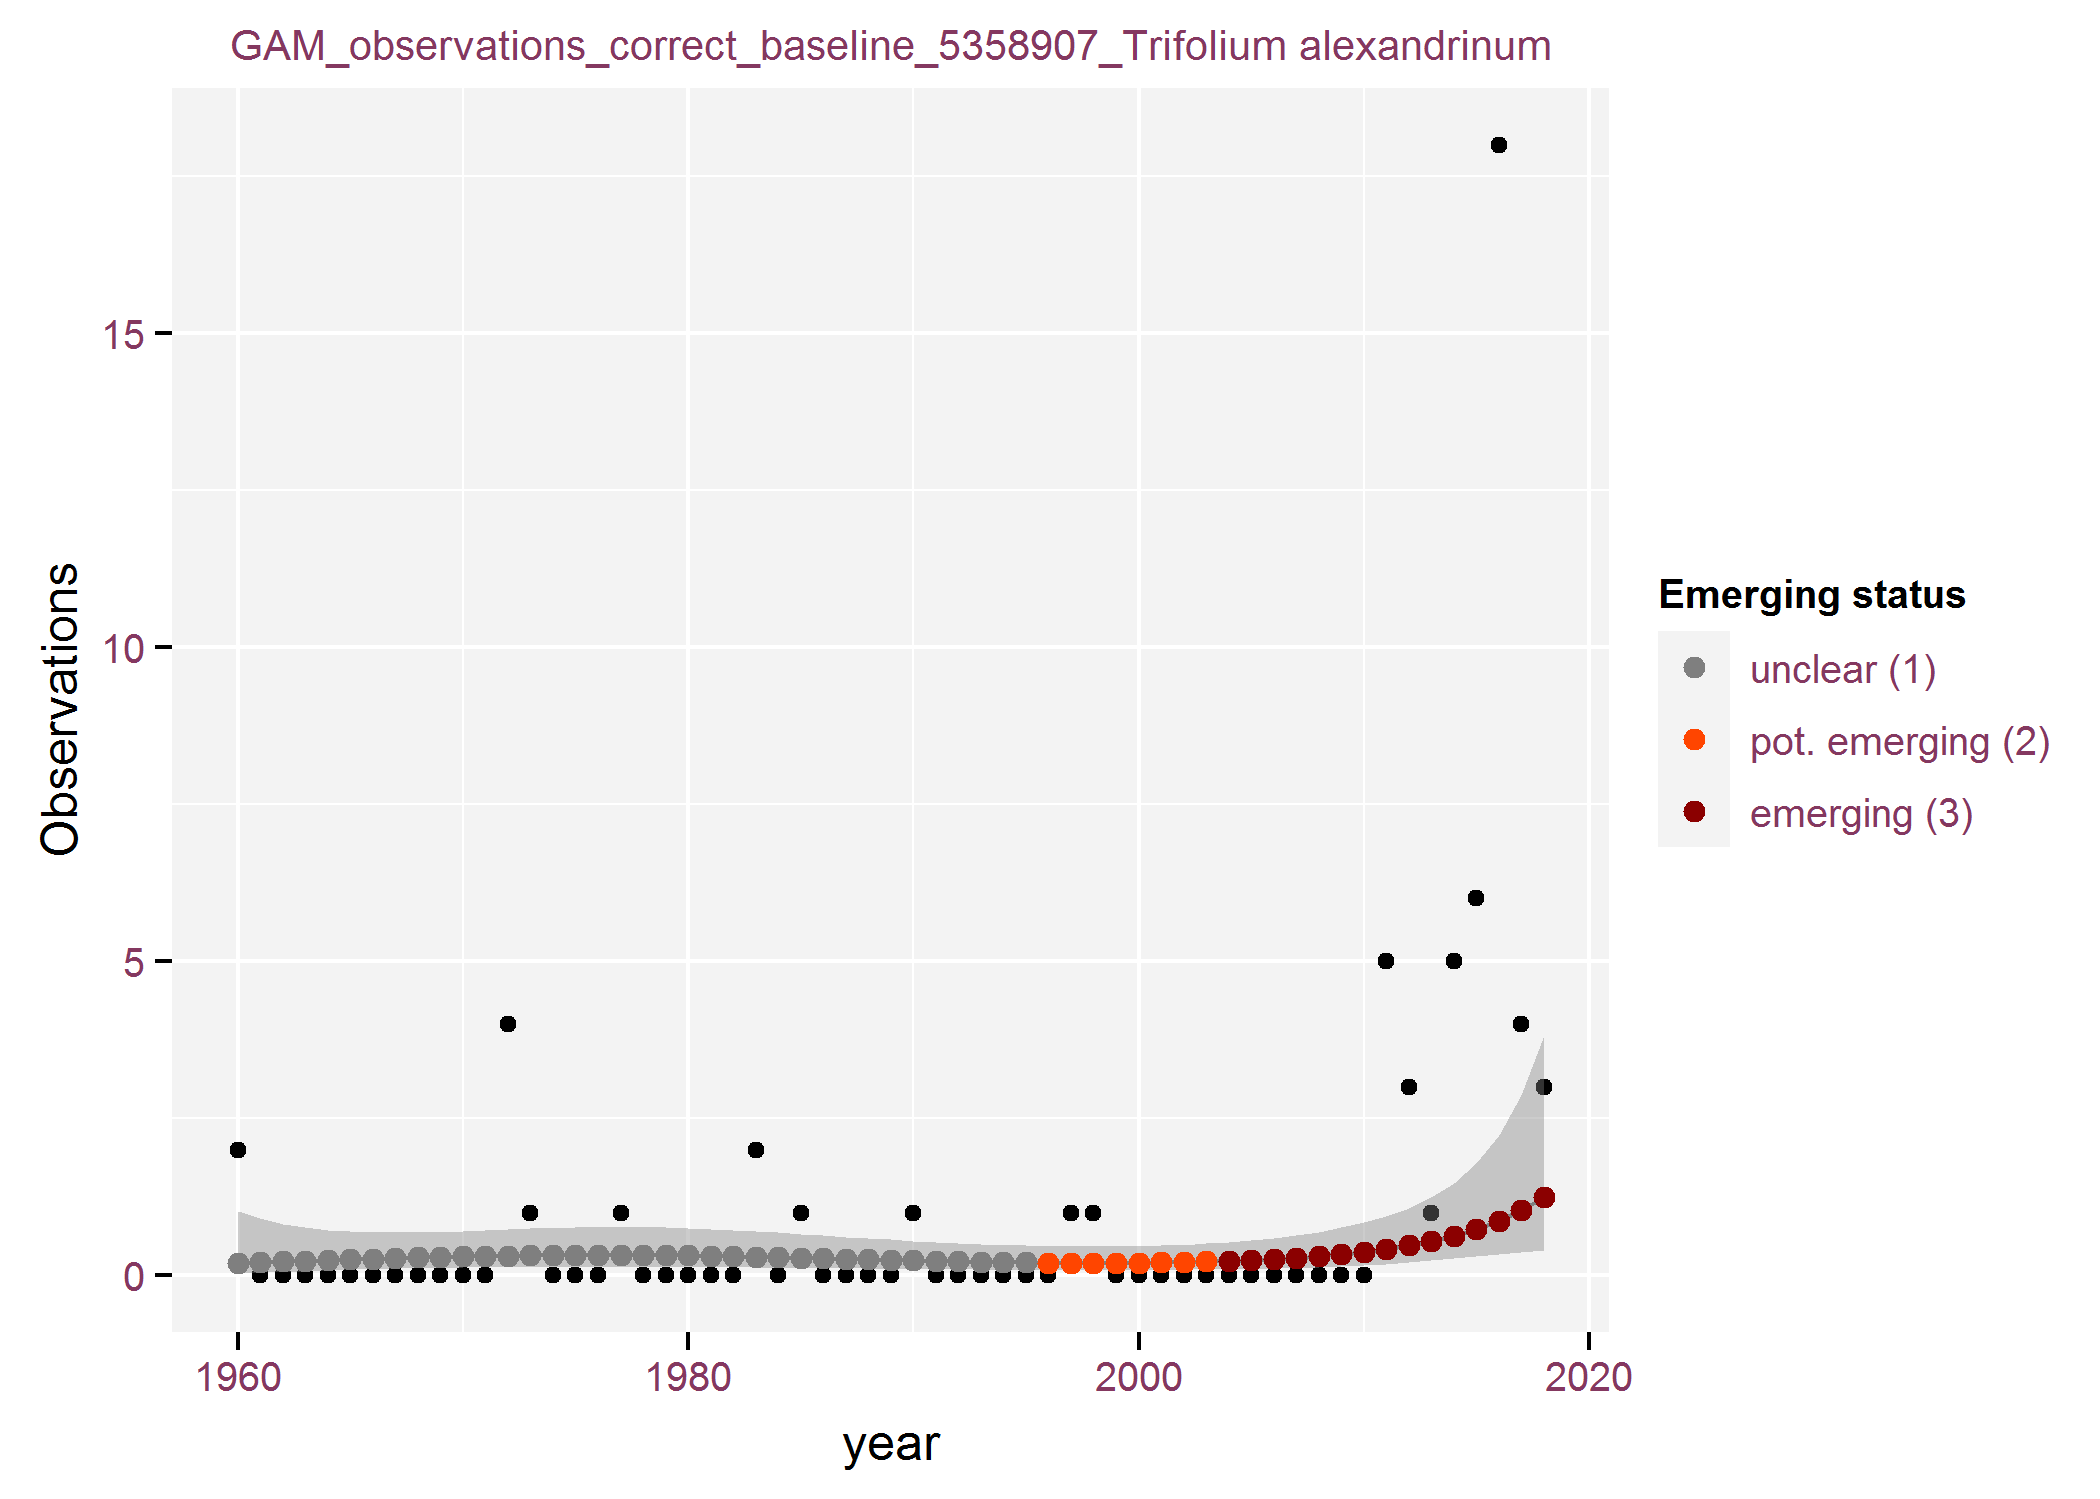 GAM_observations_correct_baseline_5358907_Trifolium alexandrinum
Observations
15
10
5
0
1960
1980
2000
2020
year
Emerging status
unclear (1)
pot. emerging (2)
emerging (3)